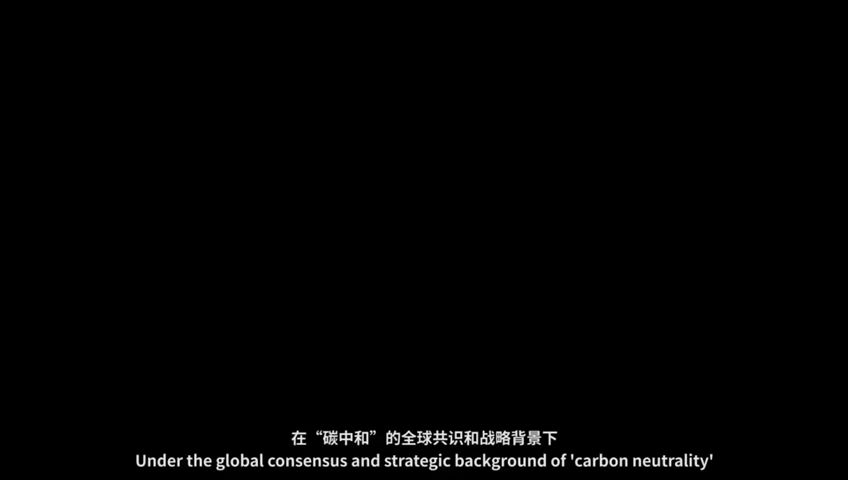 在“碳中和”的全球共识和战略背景下
Under the global consensus and strategic background of 'carbon neutrality'